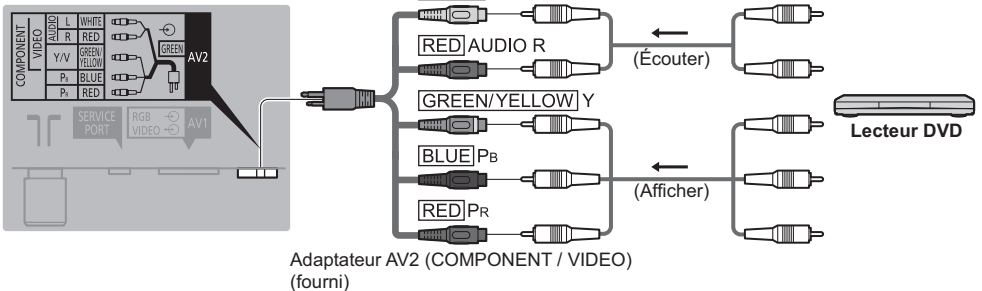 COMPONENT
VIDEO
AUDIO
L WHITE
R RED
Y/V GREEN/YELLOW
PB BLUE
PR RED
GREEN
AV2
SERVICE PORT
RGB
VIDEO
AV1
RED AUDIO R
GREEN/YELLOW Y
BLUE PB
RED PR
(Écouter)
(Afficher)
Lecteur DVD
Adaptateur AV2 (COMPONENT / VIDEO)
(fourni)